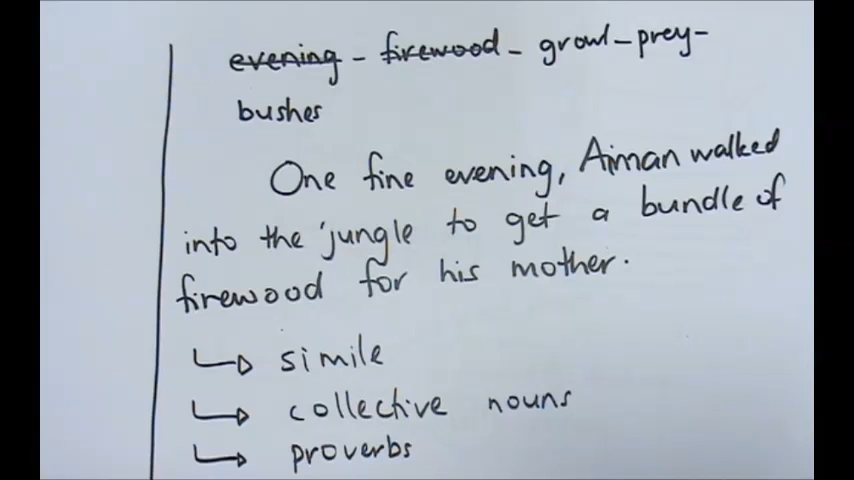 evening - firewood - growl - prey -
bushes
One fine evening, Aiman walked
into the jungle to get a bundle of
firewood for his mother.
simile
collective nouns
proverbs